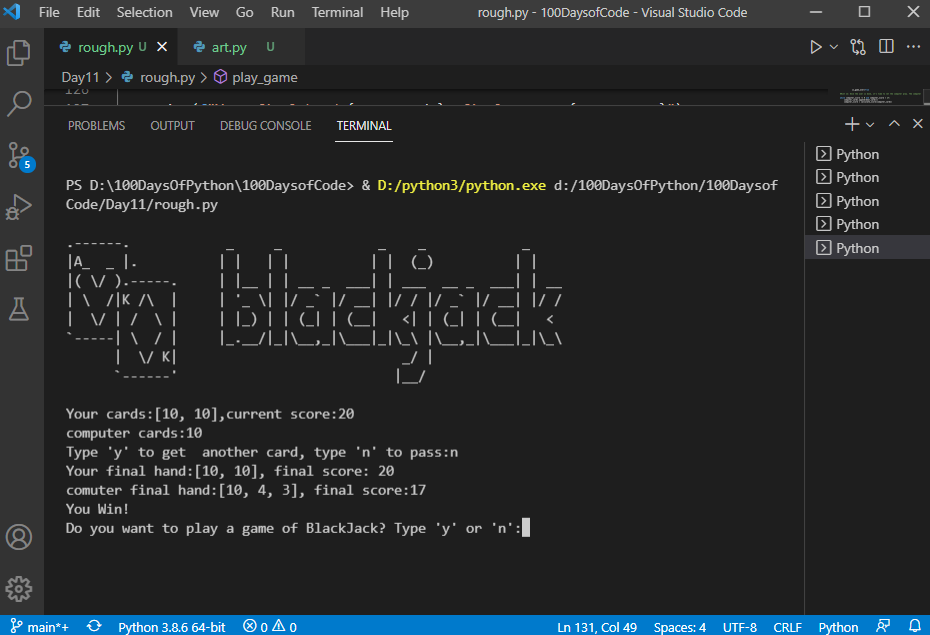 File Edit Selection View Go Run Terminal Help rough.py - 100DaysofCode - Visual Studio Code
rough.py U art.py U
Day11 > rough.py > play_game
126
PROBLEMS OUTPUT DEBUG CONSOLE TERMINAL
Python
Python
Python
Python
Python
PS D:\100DaysOfPython\100DaysofCode> & D:/python3/python.exe d:/100DaysOfPython/100Daysof
Code/Day11/rough.py
.------.            _     _            _    _            _
|A_  _ |.          | |   | |          | |  (_)          | |
|( \/ ).-----.     | |__ | | __ _  ___| | ___  __ _  ___| | __
| \  /|K /\  |     | '_ \| |/ _` |/ __| |/ / |/ _` |/ __| |/ /
|  \/ | /  \ |     | |_) | | (_| | (__|   <| | (_| | (__|   <
`-----| \  / |     |_.__/|_|\__,_|\___|_|\_\ |\__,_|\___|_|\_\
      |  \/ K|                            _/ |
      `------'                           |__/
Your cards:[10, 10],current score:20
computer cards:10
Type 'y' to get  another card, type 'n' to pass:n
Your final hand:[10, 10], final score: 20
comuter final hand:[10, 4, 3], final score:17
You Win!
Do you want to play a game of BlackJack? Type 'y' or 'n':
5
main*+ Python 3.8.6 64-bit 0 0 Ln 131, Col 49 Spaces: 4 UTF-8 CRLF Python